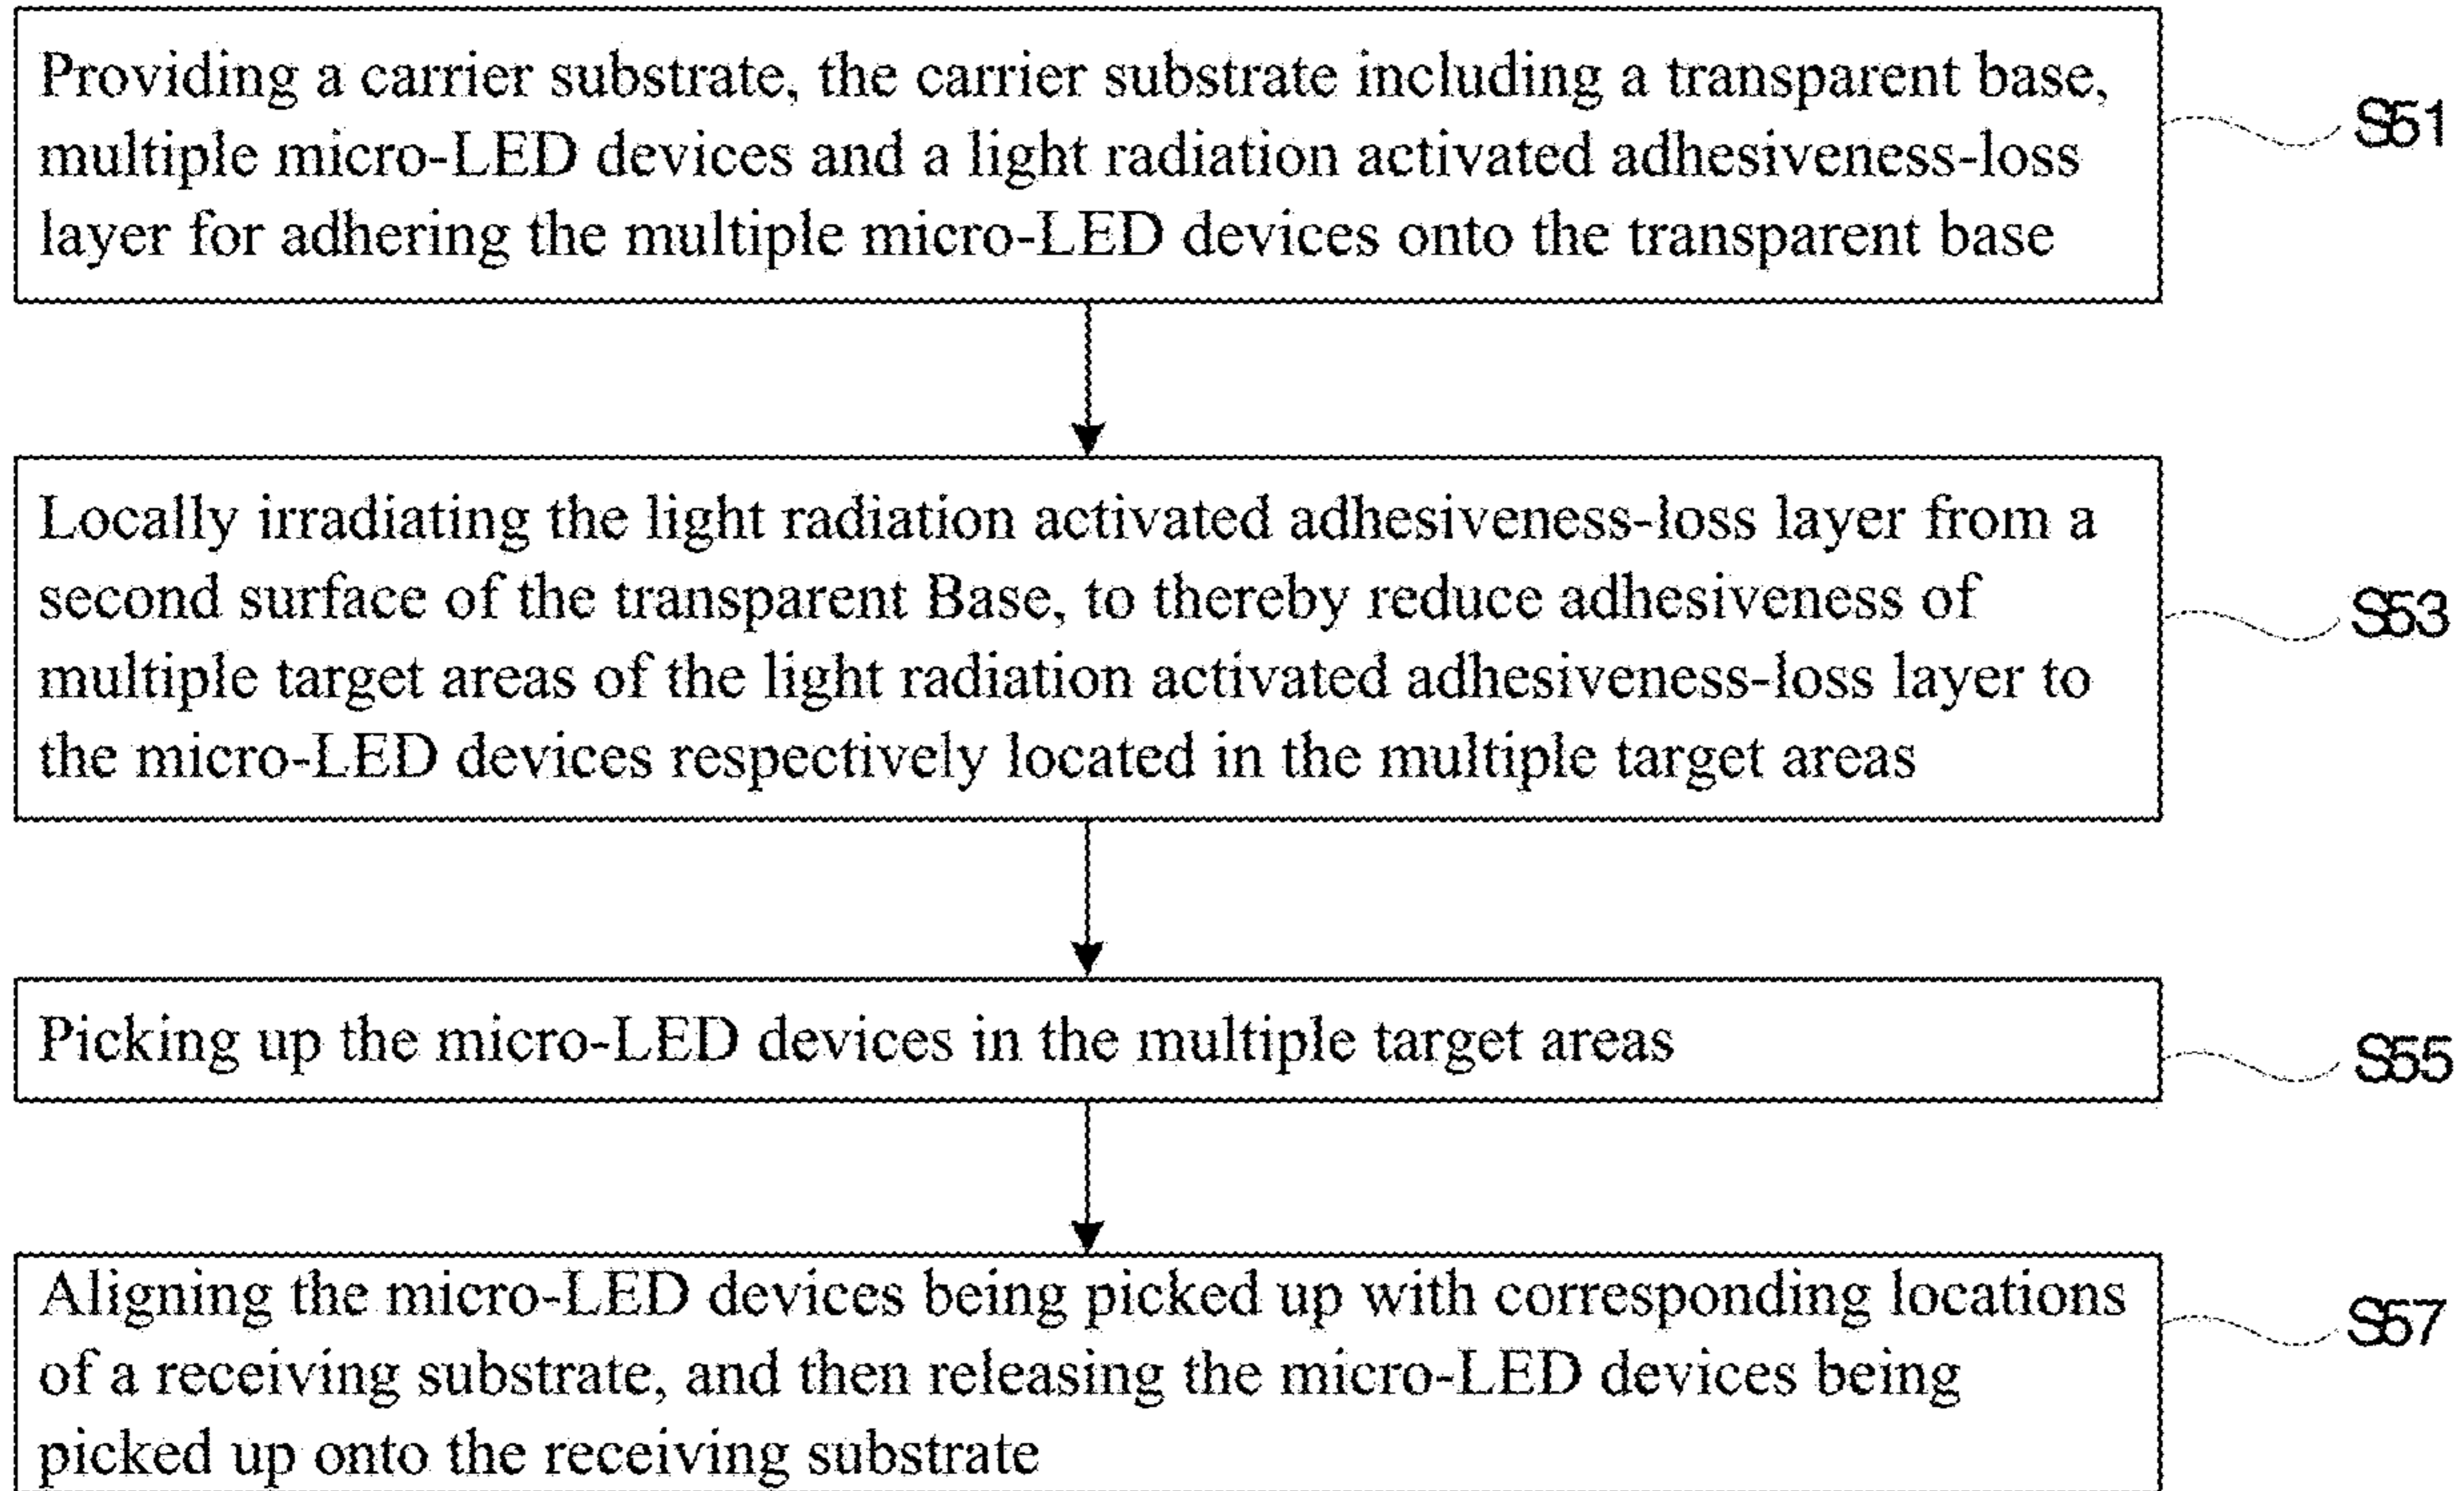 Providing a carrier substrate, the carrier substrate including a transparent base,
multiple micro-LED devices and a light radiation activated adhesiveness-loss
layer for adhering the multiple micro-LED devices onto the transparent base
S51
Locally irradiating the light radiation activated adhesiveness-loss layer from a
second surface of the transparent Base, to thereby reduce adhesiveness of
multiple target areas of the light radiation activated adhesiveness-loss layer to
the micro-LED devices respectively located in the multiple target areas
S53
Picking up the micro-LED devices in the multiple target areas
S55
Aligning the micro-LED devices being picked up with corresponding locations
of a receiving substrate, and then releasing the micro-LED devices being
picked up onto the receiving substrate
S57